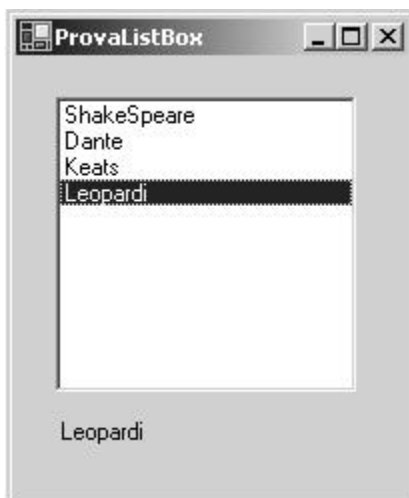 ProvaListBox
ShakeSpeare
Dante
Keats
Leopardi
Leopardi